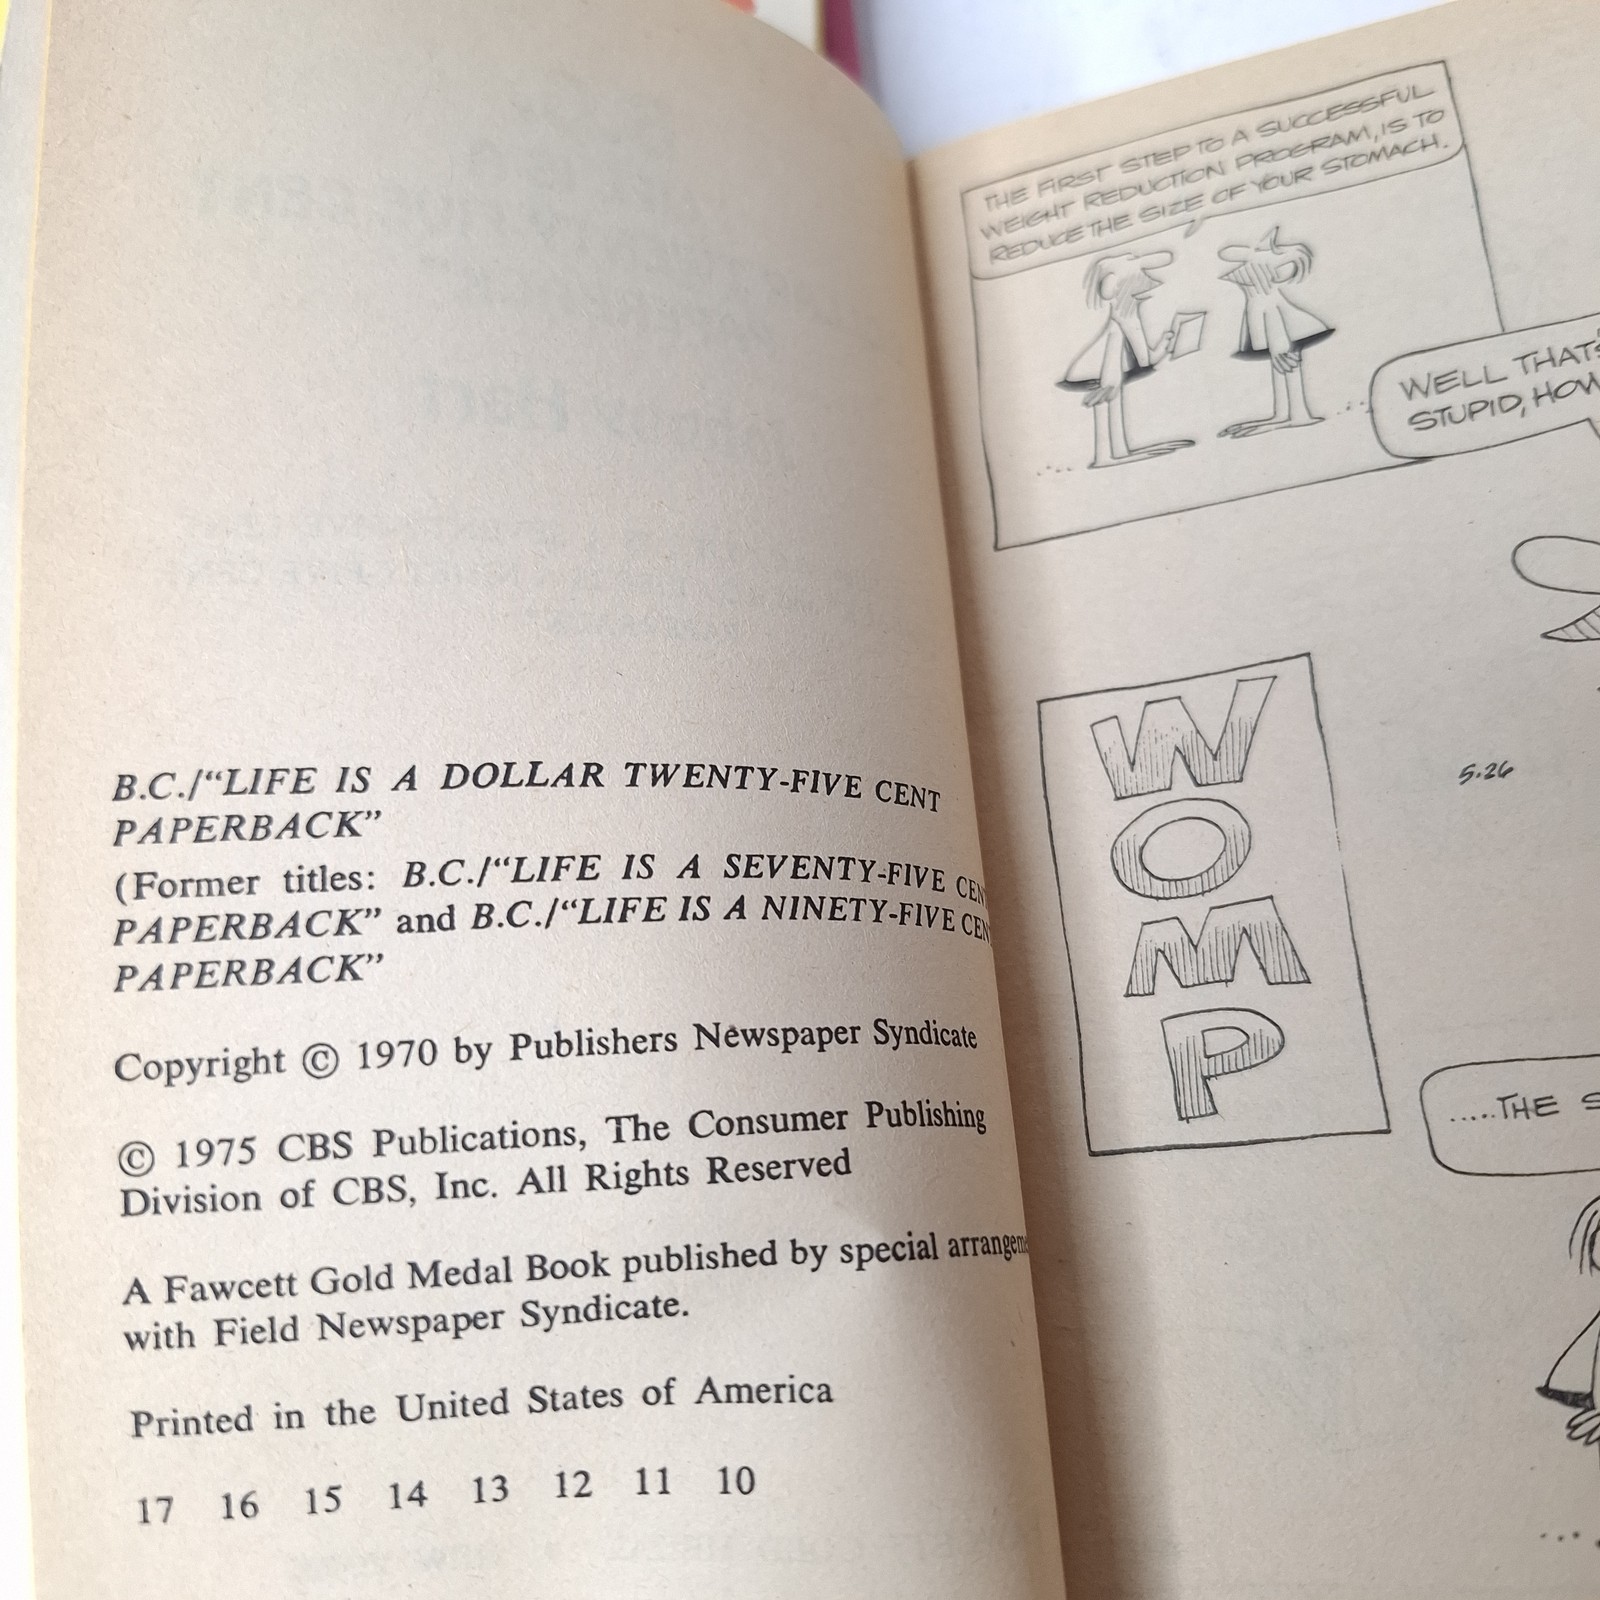 B.C./“LIFE IS A DOLLAR TWENTY-FIVE CENT
PAPERBACK”
(Former titles: B.C./“LIFE IS A SEVENTY-FIVE
PAPERBACK” and B.C./“LIFE IS A NINETY-FIVE
PAPERBACK”
Copyright © 1970 by Publishers Newspaper Syndicate
© 1975 CBS Publications, The Consumer Publishing
Division of CBS, Inc. All Rights Reserved
A Fawcett Gold Medal Book published by special
with Field Newspaper Syndicate.
Printed in the United States of America
17 16 15 14 13 12 11 10
THE FIRST STEP TO A SUCCESSFUL
WEIGHT REDUCTION PROGRAM, IS TO
REDUCE THE SIZE OF YOUR STOMACH.
WELL THAT'S
STUPID, HOW
WOMP
5.26
.....THE